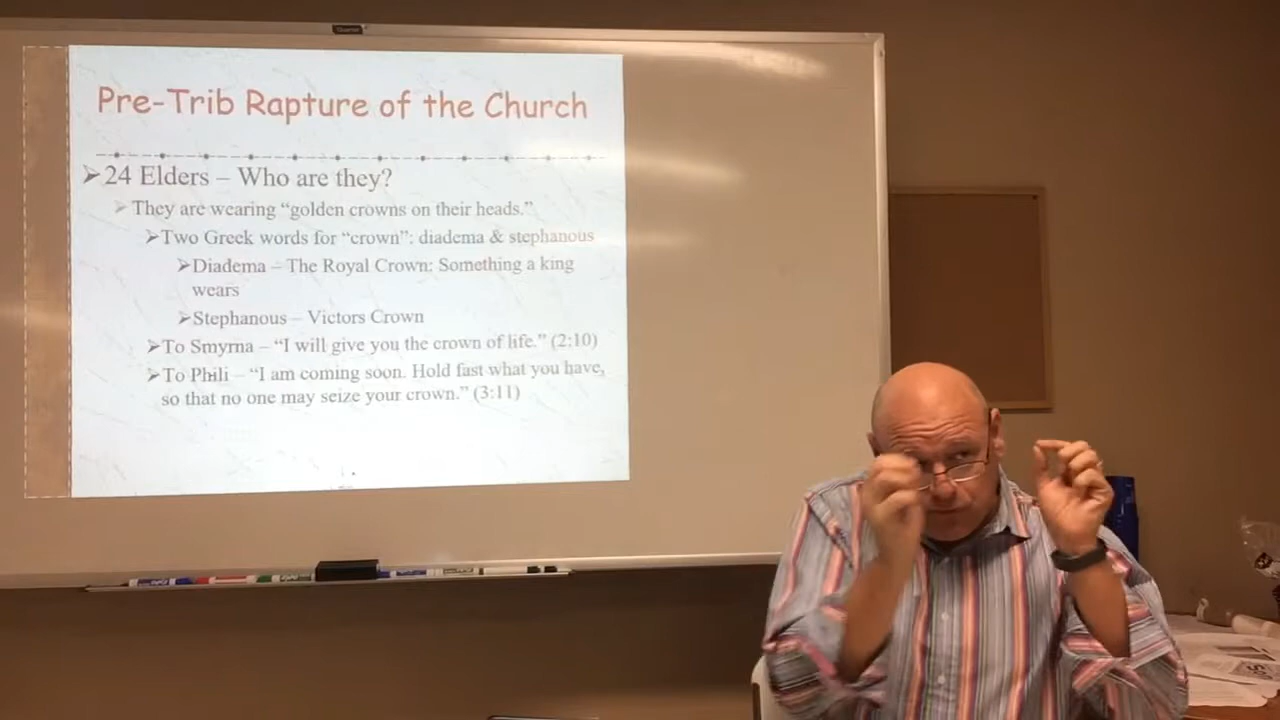 Pre-Trib Rapture of the Church
24 Elders – Who are they?
They are wearing “golden crowns on their heads.”
Two Greek words for “crown”: diadema & stephanous
Diadema – The Royal Crown: Something a king
wears
Stephanous – Victors Crown
To Smyrna – “I will give you the crown of life.” (2:10)
To Phili – “I am coming soon. Hold fast what you have,
so that no one may seize your crown.” (3:11)